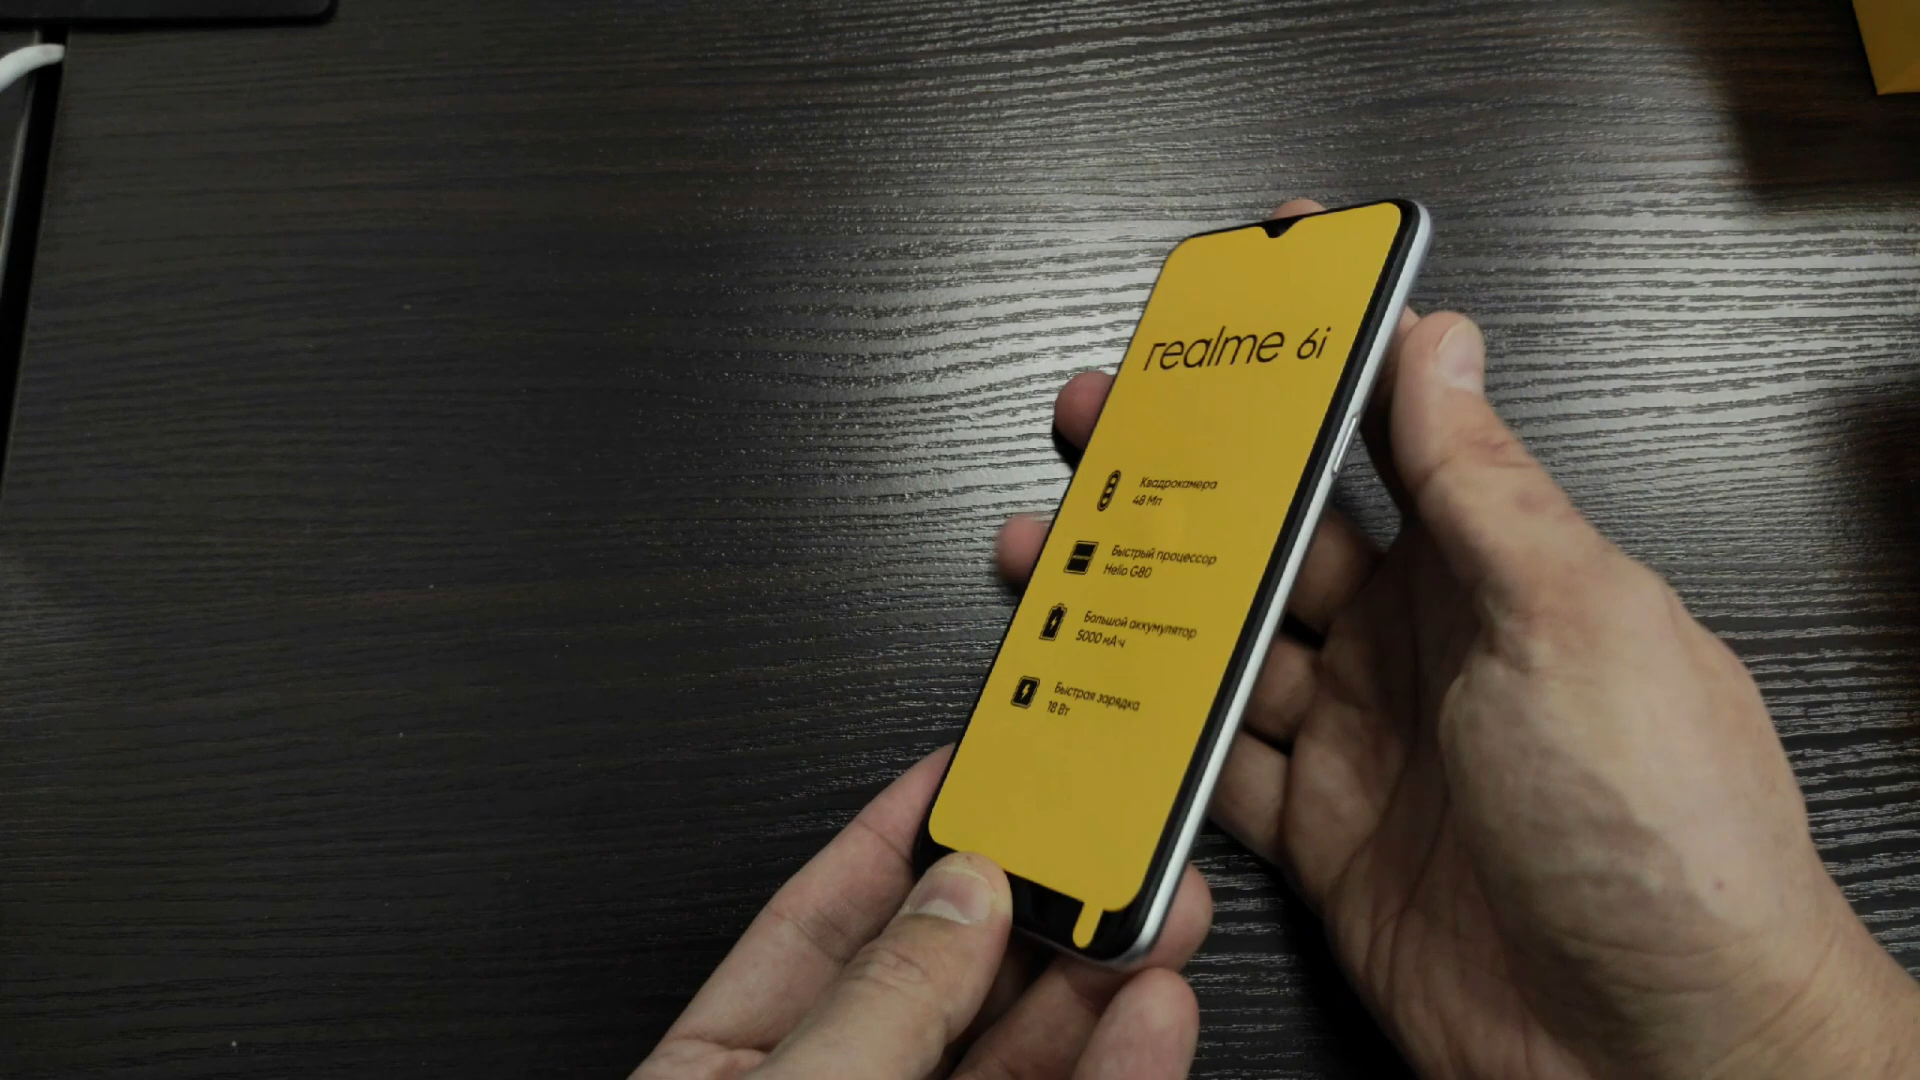 realme 6i
Квадрокамера
48 Мп
Быстрый процессор
Helio G80
Большой аккумулятор
5000 мА·ч
Быстрая зарядка
18 Вт